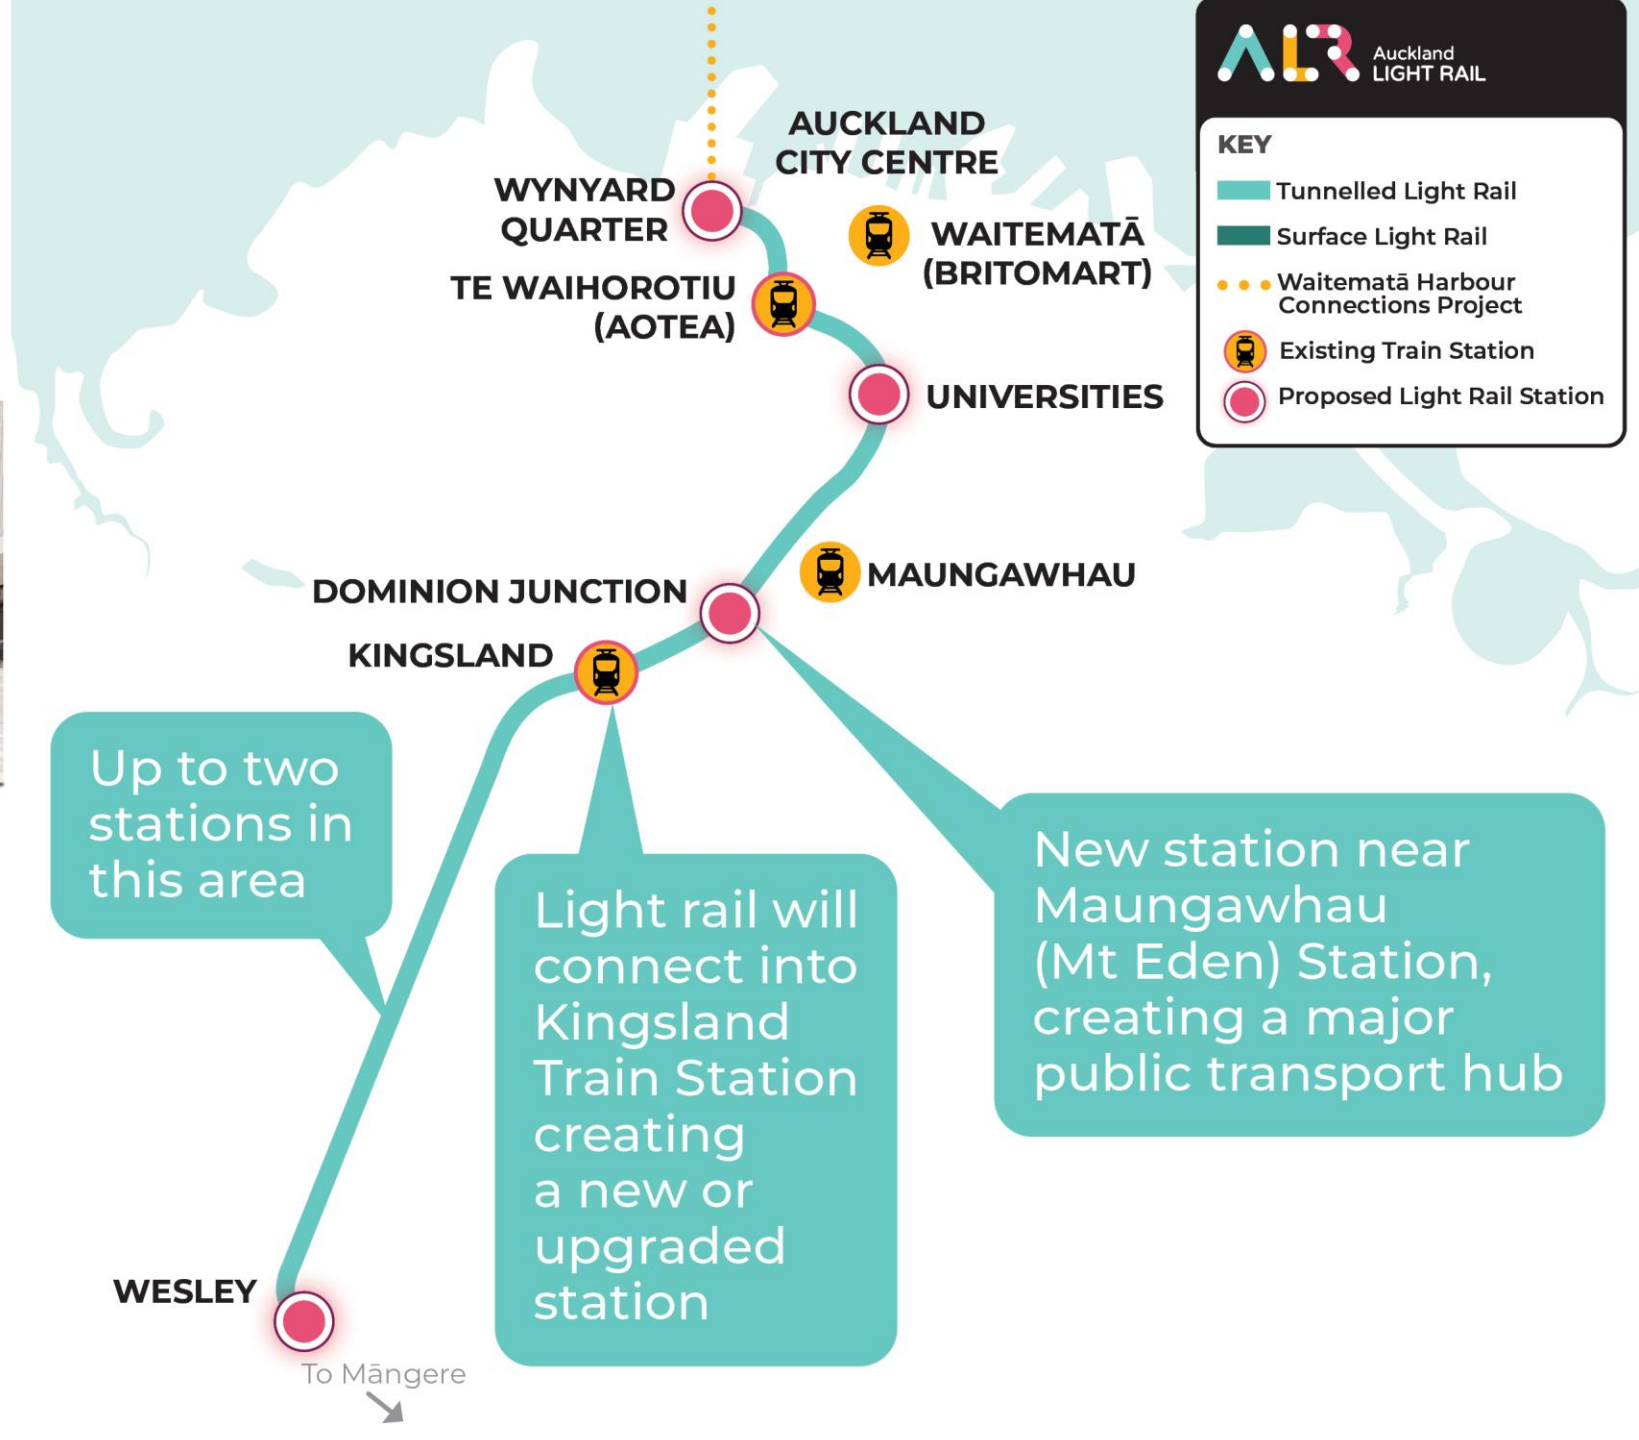 AUCKLAND
CITY CENTRE
WYNYARD
QUARTER
WAITEMATĀ
(BRITOMART)
TE WAIHOROTIU
(AOTEA)
UNIVERSITIES
MAUNGAWHAU
DOMINION JUNCTION
KINGSLAND
Up to two
stations in
this area
Light rail will
connect into
Kingsland
Train Station
creating
a new or
upgraded
station
New station near
Maungawhau
(Mt Eden) Station,
creating a major
public transport hub
WESLEY
To Māngere
ALR
Auckland
LIGHT RAIL
KEY
Tunnelled Light Rail
Surface Light Rail
Waitematā Harbour
Connections Project
Existing Train Station
Proposed Light Rail Station